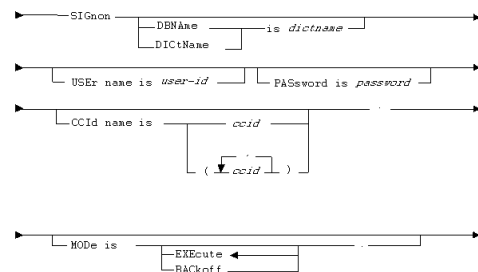 SIGnon
DBNAme
DICtName
is dictname
USEr name is user-id
PASsword is password
CCId name is
ccid
.
,
( ccid )
MODe is
.
EXEcute
BACkoff